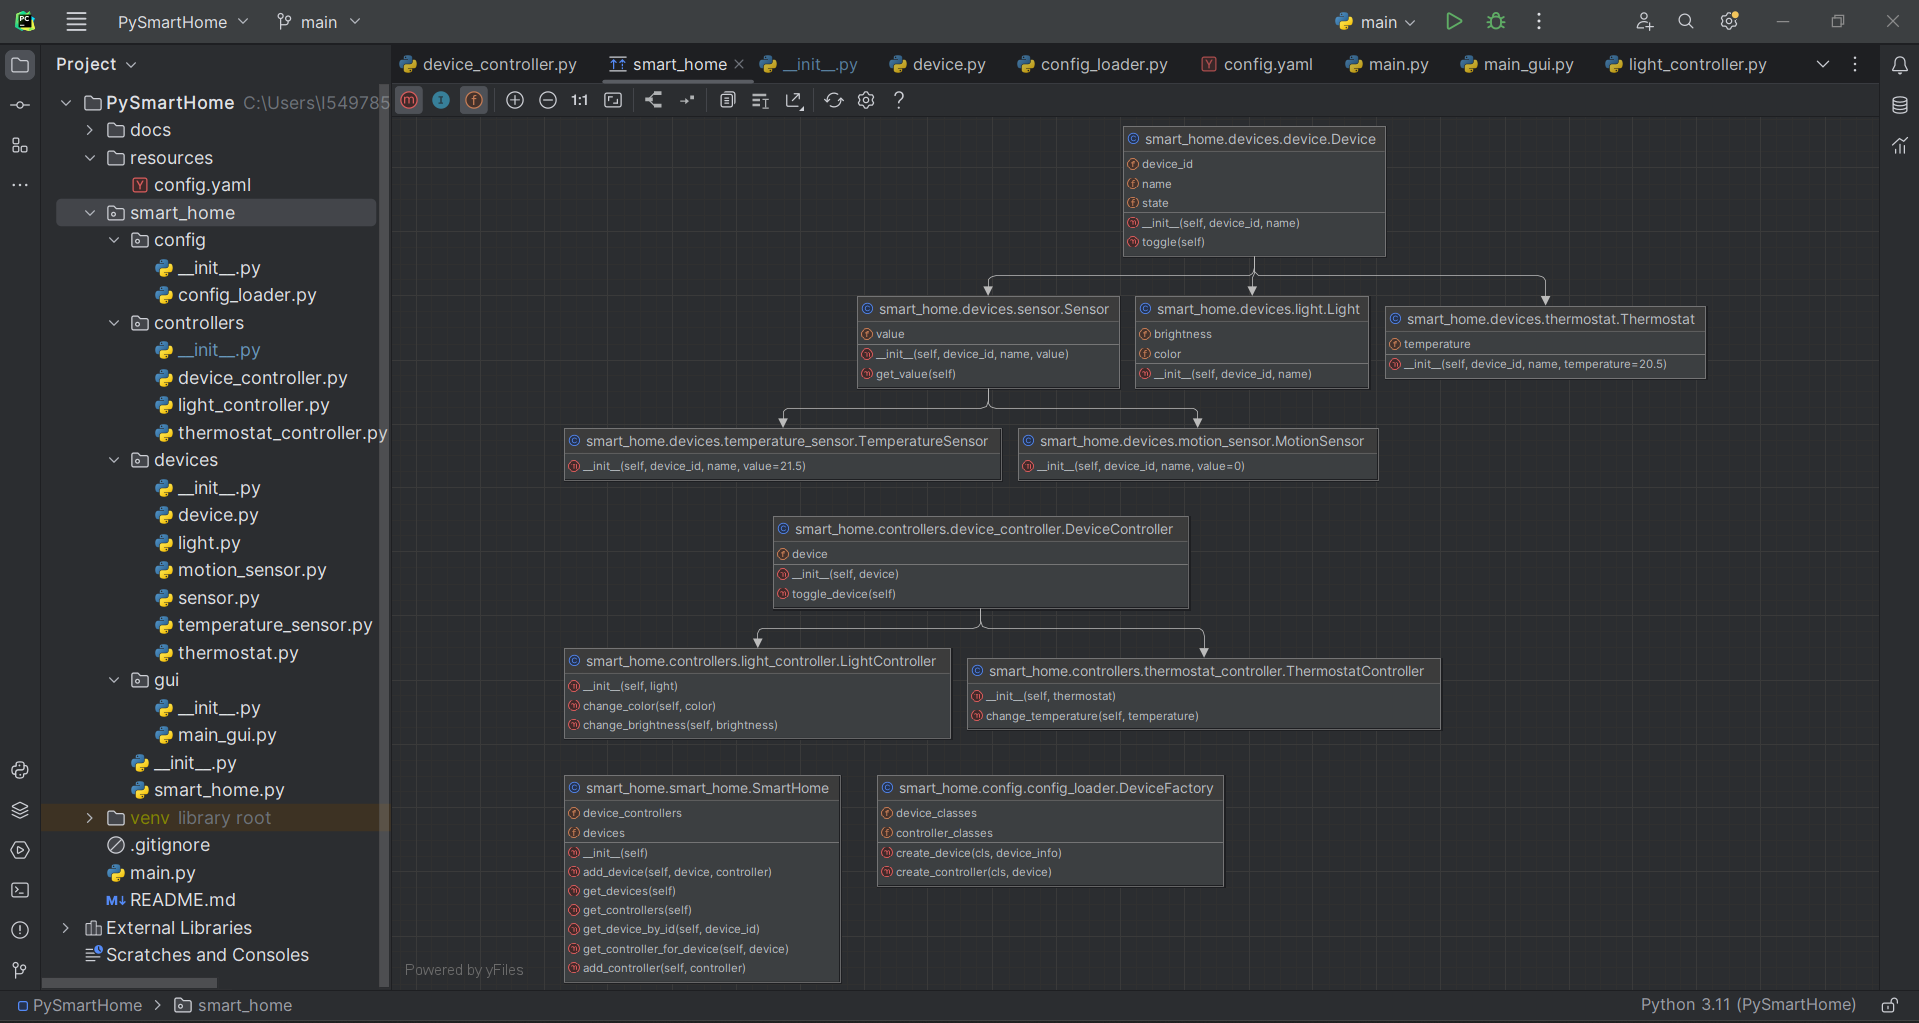 PySmartHome
main
main
Project
device_controller.py
smart_home
__init__.py
device.py
config_loader.py
config.yaml
main.py
main_gui.py
light_controller.py
1:1
?
PySmartHome C:\Users\I549785
docs
resources
config.yaml
smart_home
config
__init__.py
config_loader.py
controllers
__init__.py
device_controller.py
light_controller.py
thermostat_controller.py
devices
__init__.py
device.py
light.py
motion_sensor.py
sensor.py
temperature_sensor.py
thermostat.py
gui
__init__.py
main_gui.py
__init__.py
smart_home.py
venv library root
.gitignore
main.py
README.md
External Libraries
Scratches and Consoles
smart_home.devices.device.Device
device_id
name
state
__init__(self, device_id, name)
toggle(self)
smart_home.devices.sensor.Sensor
value
__init__(self, device_id, name, value)
get_value(self)
smart_home.devices.light.Light
brightness
color
__init__(self, device_id, name)
smart_home.devices.thermostat.Thermostat
temperature
__init__(self, device_id, name, temperature=20.5)
smart_home.devices.temperature_sensor.TemperatureSensor
__init__(self, device_id, name, value=21.5)
smart_home.devices.motion_sensor.MotionSensor
__init__(self, device_id, name, value=0)
smart_home.controllers.device_controller.DeviceController
device
__init__(self, device)
toggle_device(self)
smart_home.controllers.light_controller.LightController
__init__(self, light)
change_color(self, color)
change_brightness(self, brightness)
smart_home.controllers.thermostat_controller.ThermostatController
__init__(self, thermostat)
change_temperature(self, temperature)
smart_home.smart_home.SmartHome
device_controllers
devices
__init__(self)
add_device(self, device, controller)
get_devices(self)
get_controllers(self)
get_device_by_id(self, device_id)
get_controller_for_device(self, device)
add_controller(self, controller)
smart_home.config.config_loader.DeviceFactory
device_classes
controller_classes
create_device(cls, device_info)
create_controller(cls, device)
Powered by yFiles
PySmartHome > smart_home
Python 3.11 (PySmartHome)